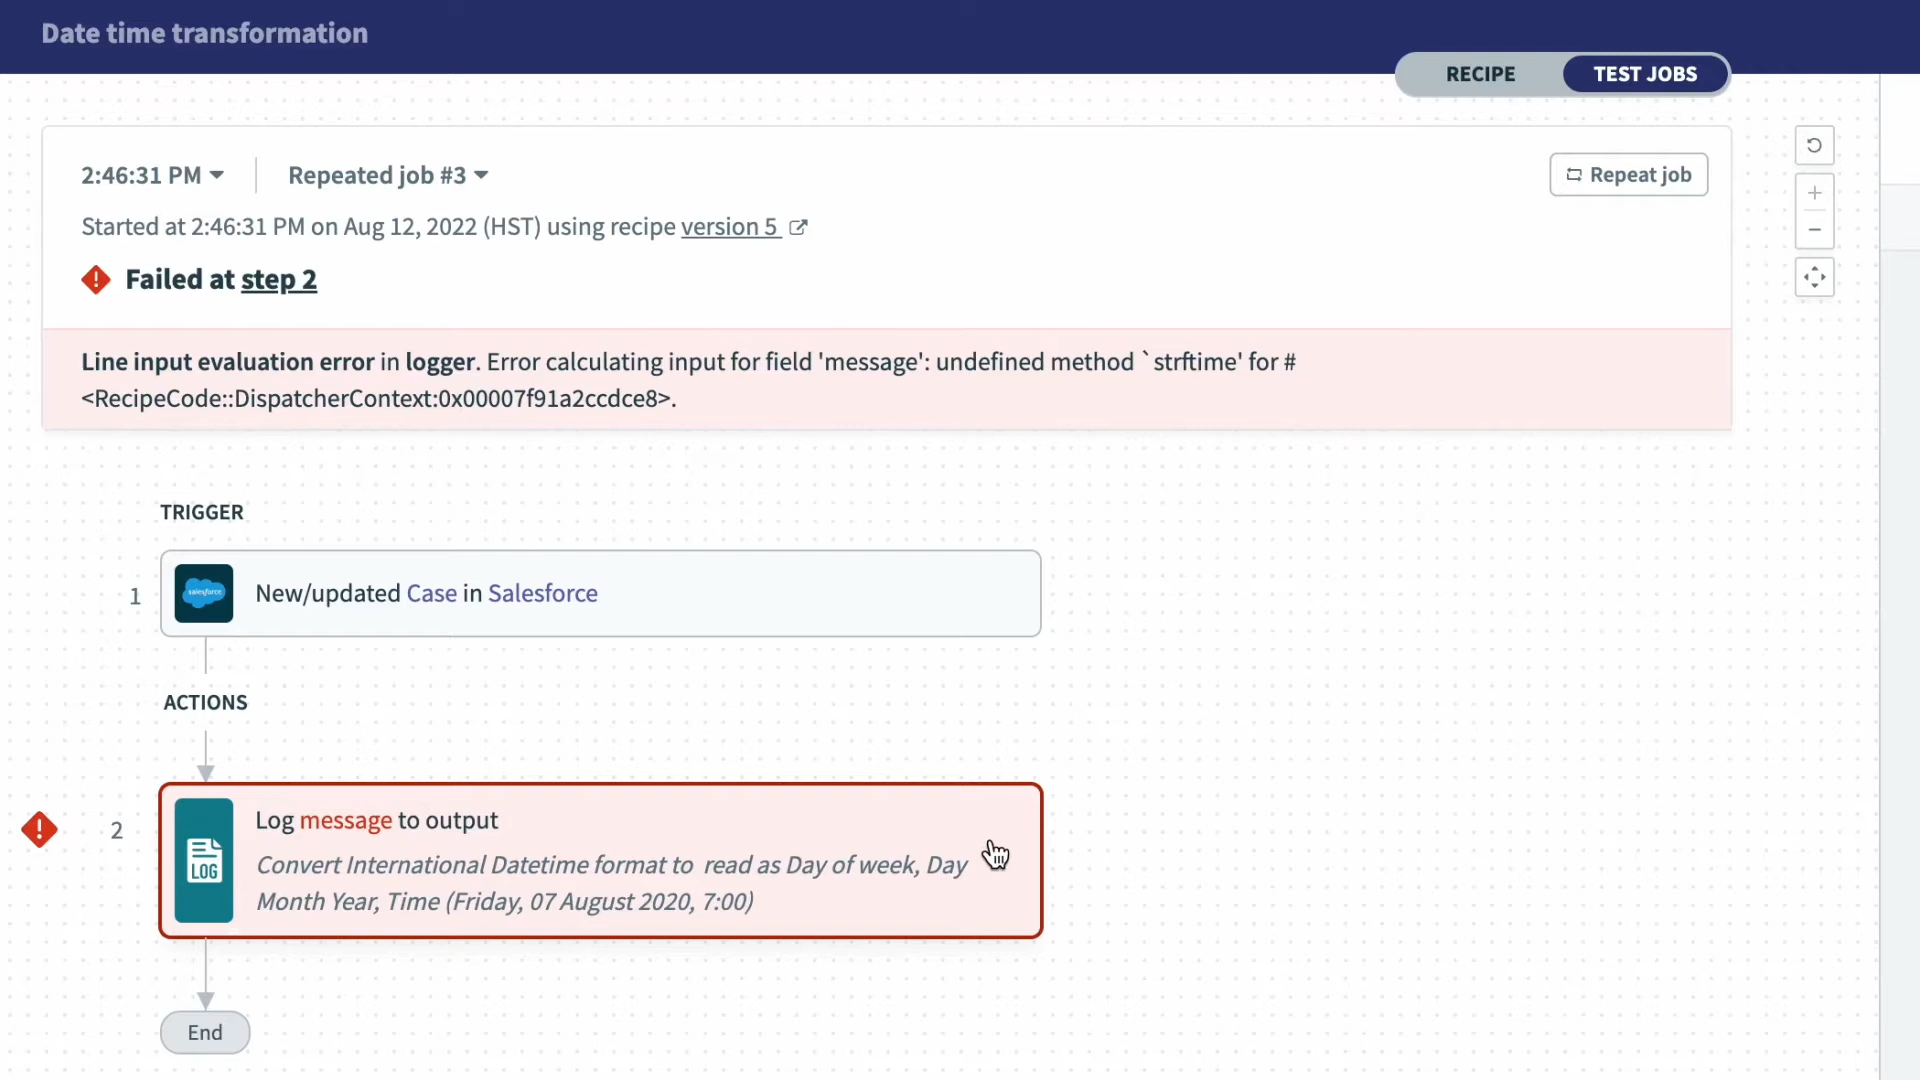 Date time transformation
RECIPE
TEST JOBS
2:46:31 PM
Repeated job #3
Repeat job
Started at 2:46:31 PM on Aug 12, 2022 (HST) using recipe version 5
Failed at step 2
Line input evaluation error in logger. Error calculating input for field 'message': undefined method `strftime' for #
<RecipeCode::DispatcherContext:0x00007f91a2ccdce8>.
TRIGGER
1
salesforce
New/updated Case in Salesforce
ACTIONS
2
LOG
Log message to output
Convert International Datetime format to  read as Day of week, Day
Month Year, Time (Friday, 07 August 2020, 7:00)
End